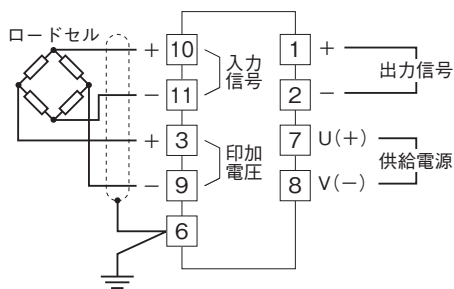 ロードセル
+ 10 入力
信号
− 11
+ 3 印加
電圧
− 9
6
1 +
出力信号
2 −
7 U(+)
供給電源
8 V(−)